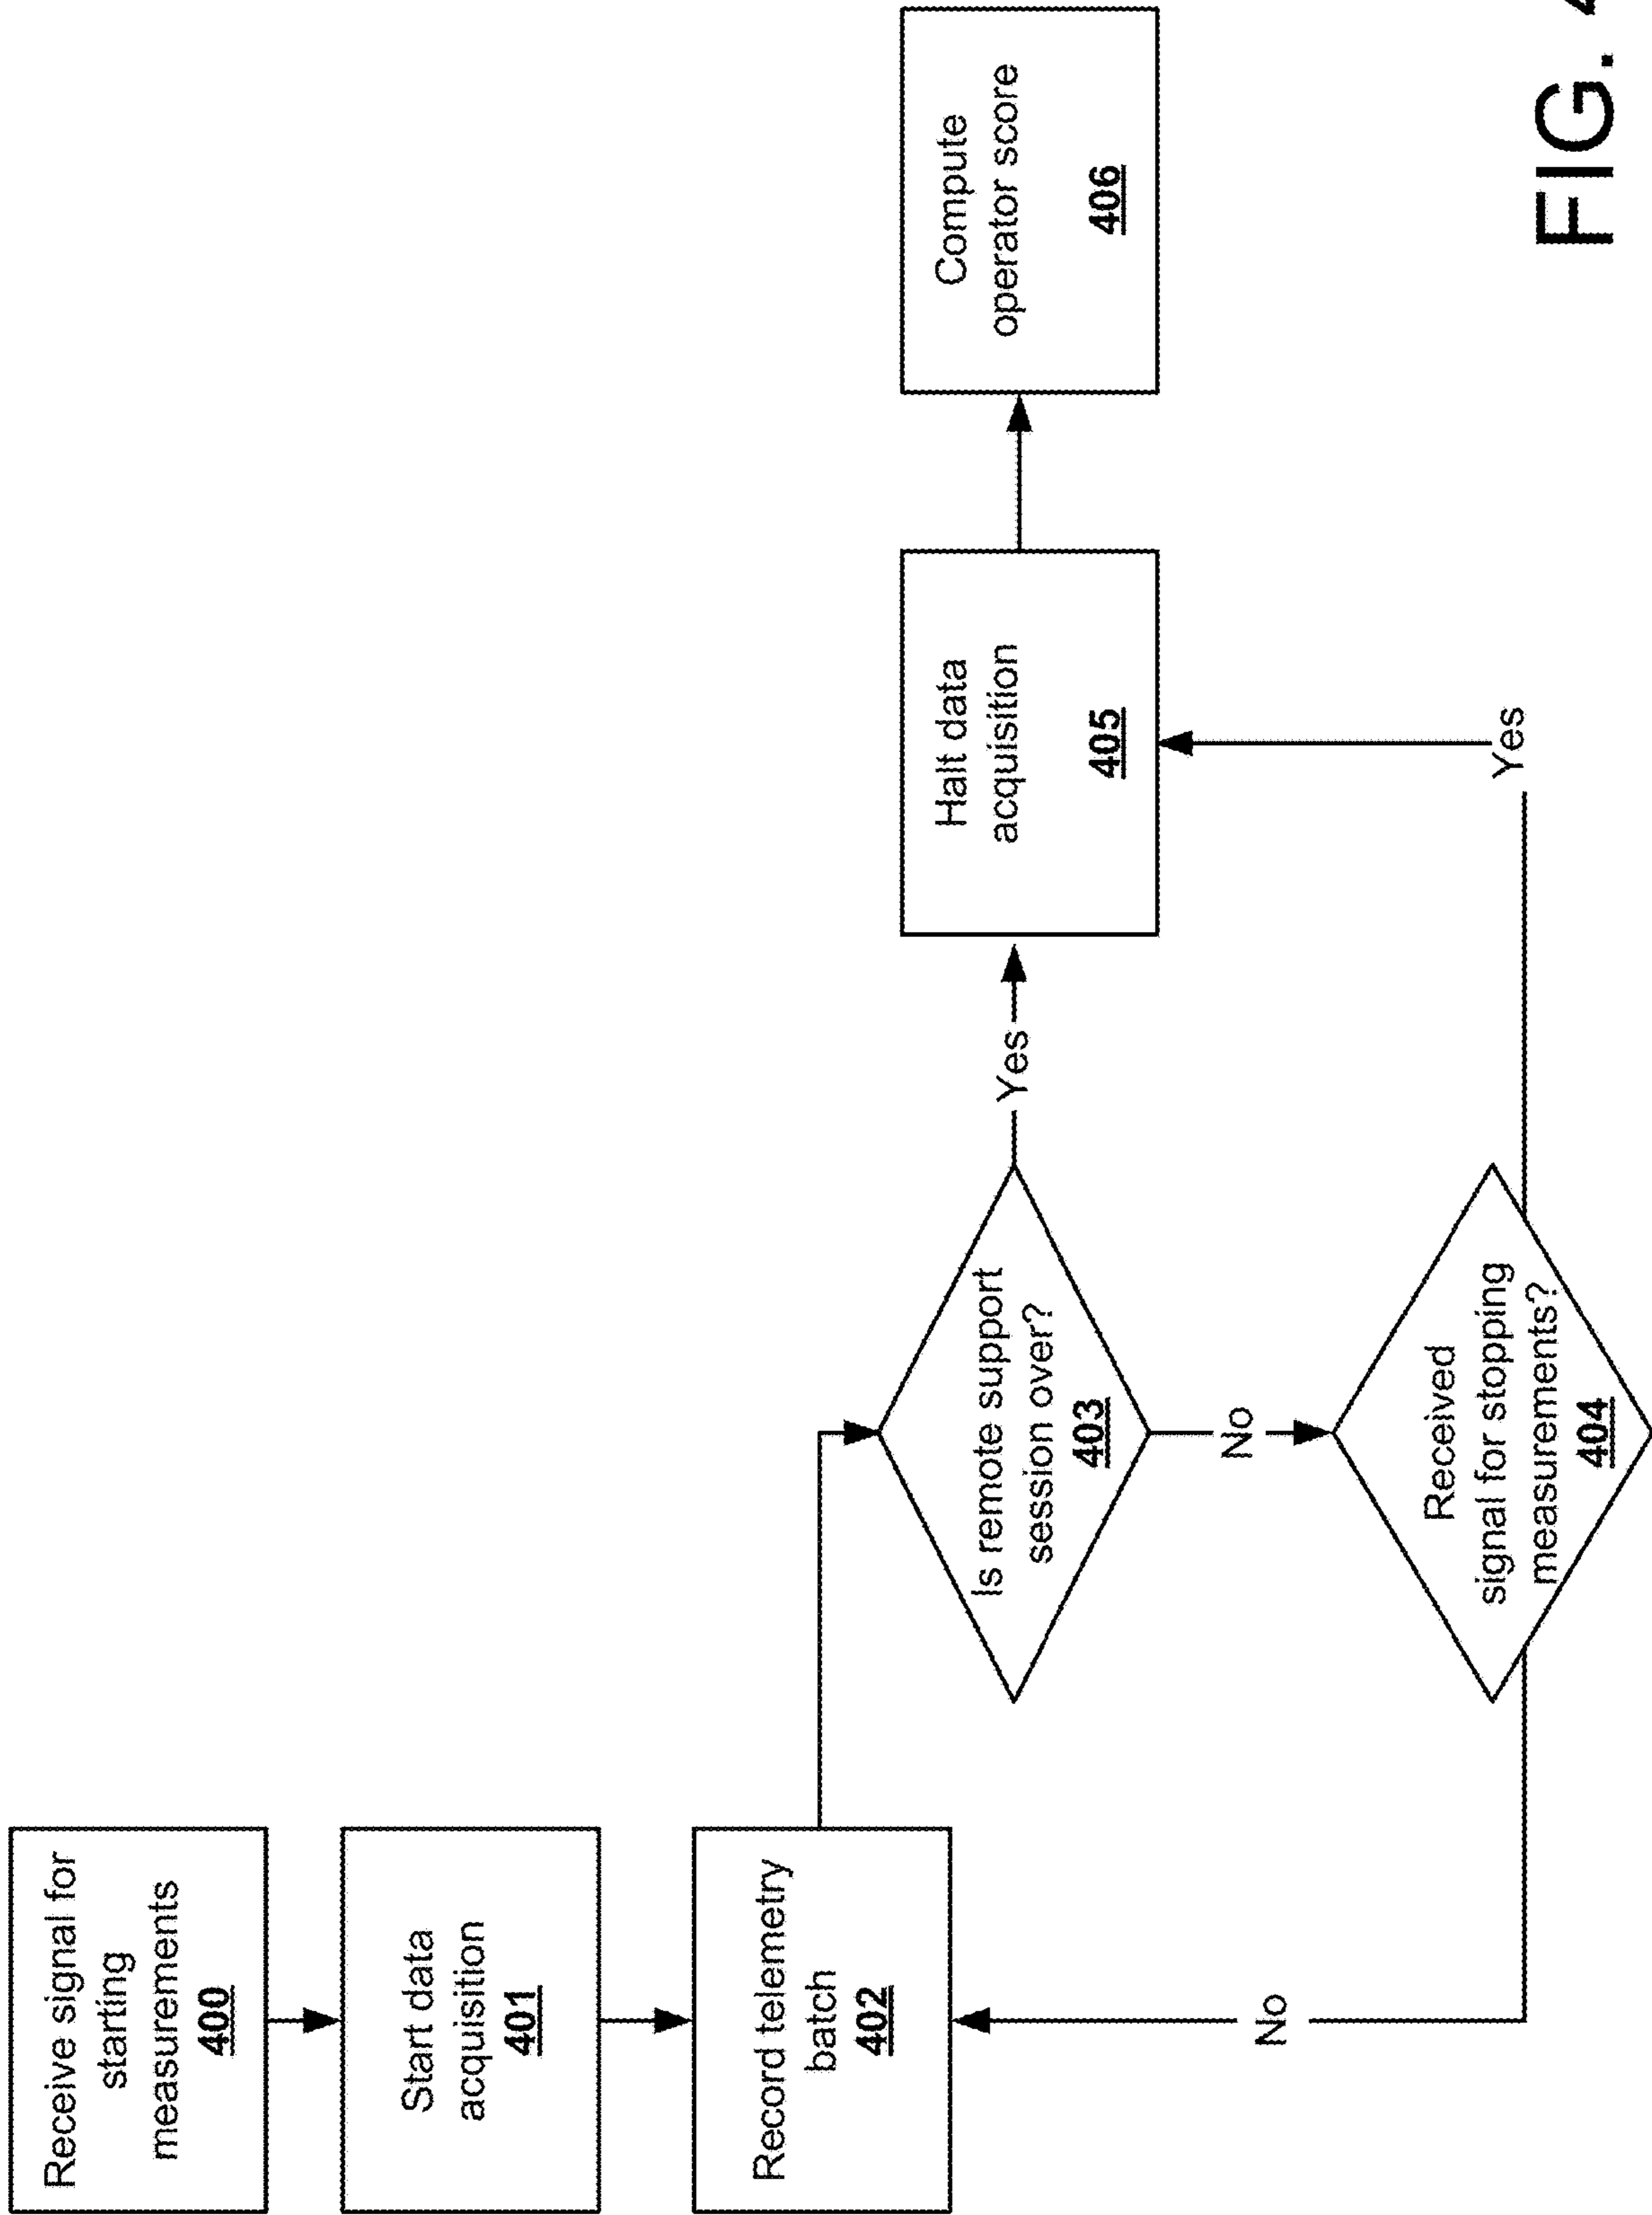 Receive signal for
starting
measurements
400
Start data
acquisition
401
Record telemetry
batch
402
Is remote support
session over?
403
Yes
No
Received
signal for stopping
measurements?
404
No
Yes
Halt data
acquisition
405
Compute
operator score
406
FIG.